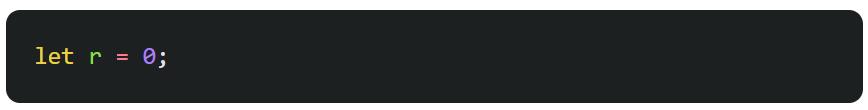 let r = 0;